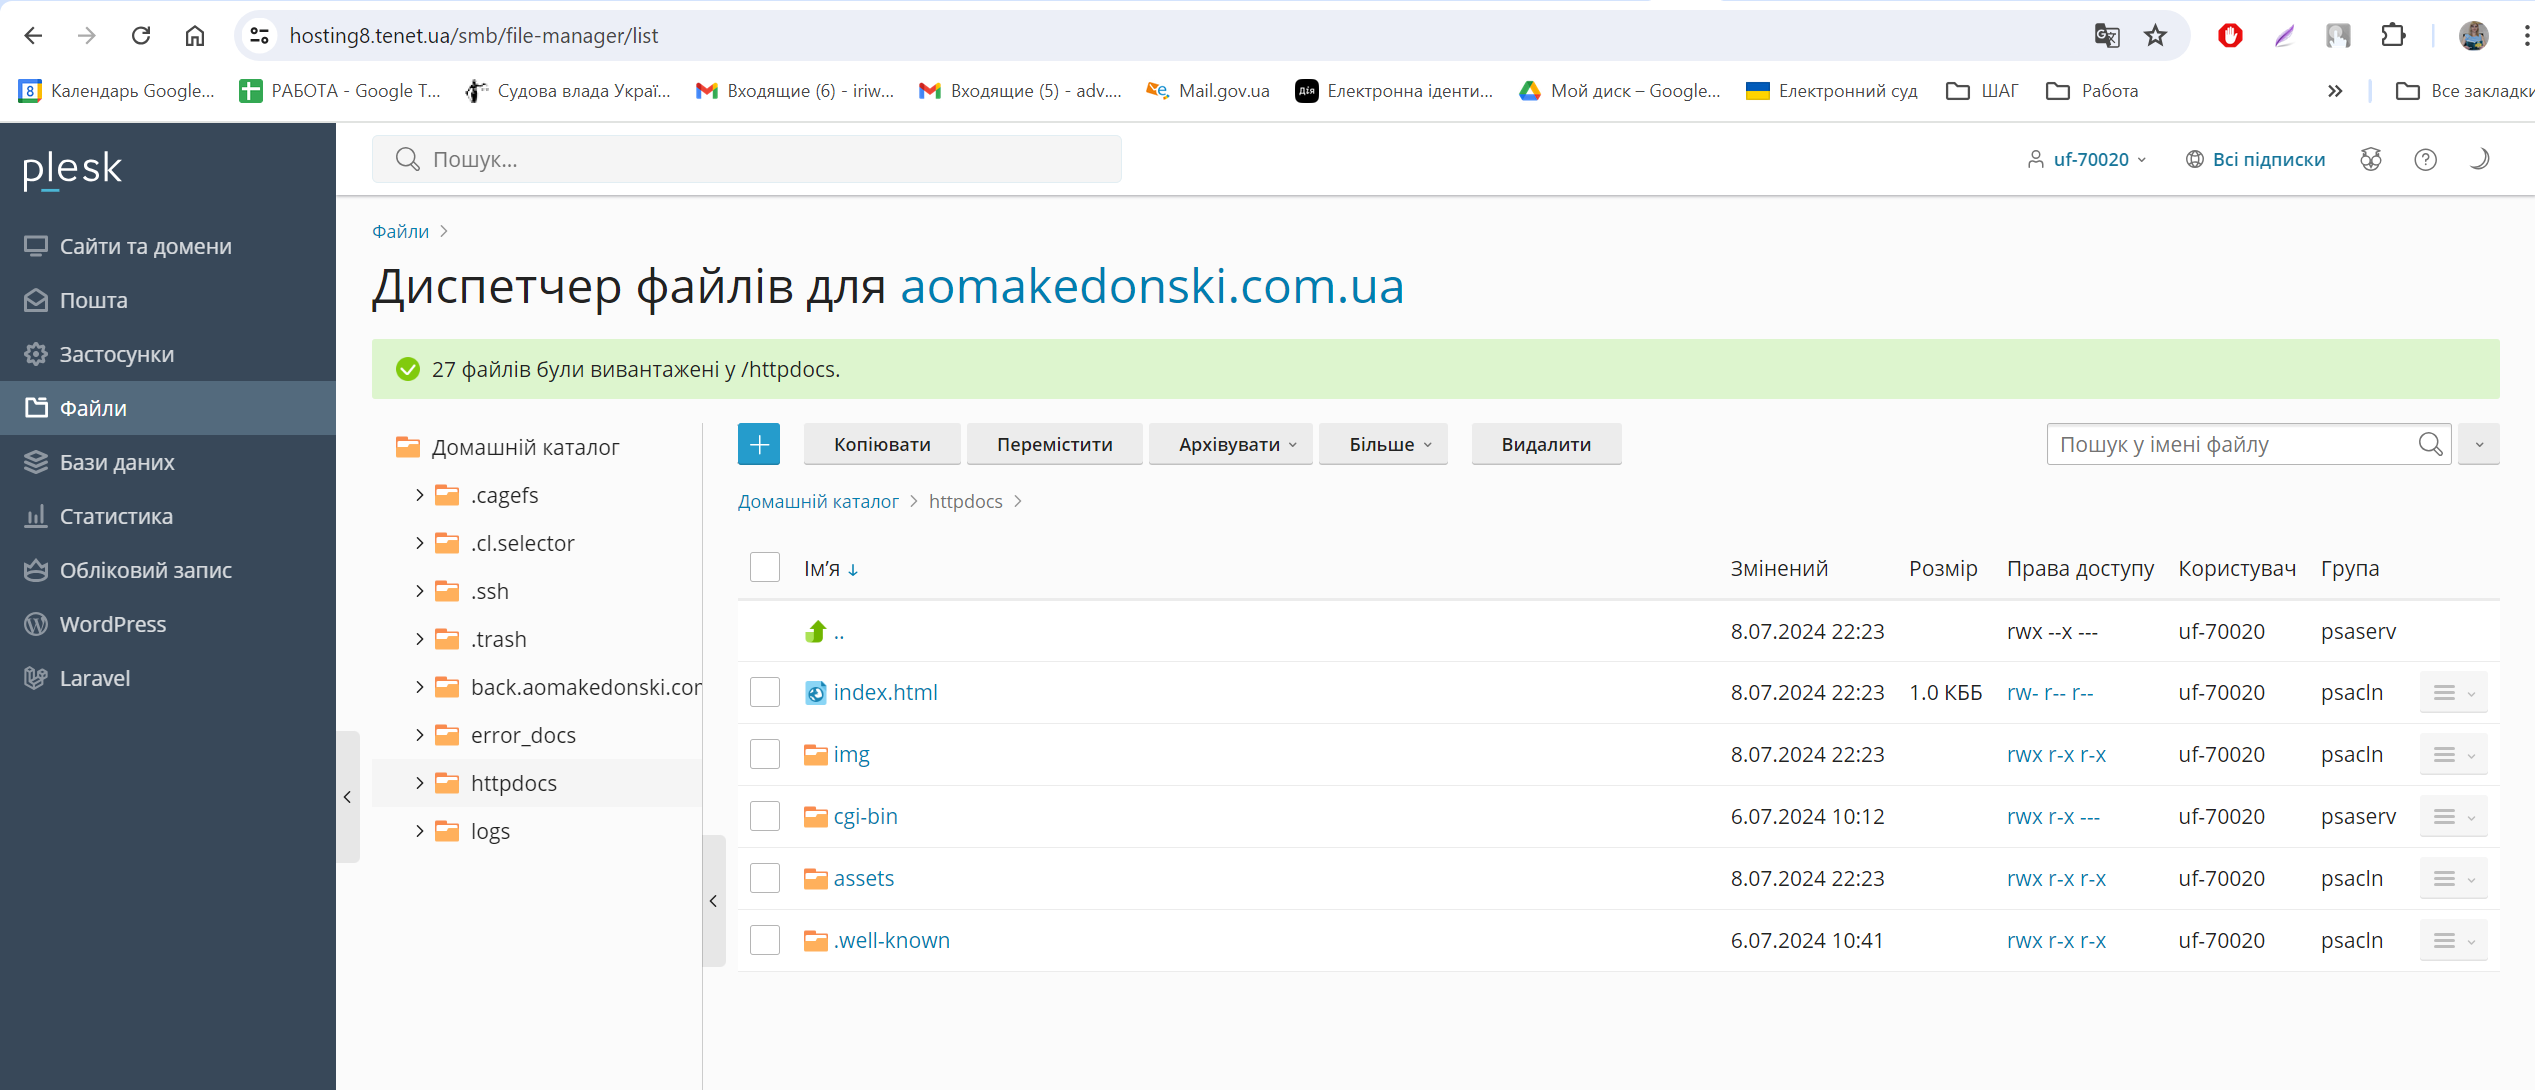 hosting8.tenet.ua/smb/file-manager/list
8 Календарь Google...
РАБОТА - Google Т...
Судова влада Украї...
Входящие (6) - iriw...
Входящие (5) - adv....
Mail.gov.ua
Дія Електронна іденти...
Мой диск – Google...
Електронний суд
ШАГ
Работа
»
Все закладки
plesk
Пошук...
uf-70020
Всі підписки
Сайти та домени
Пошта
Застосунки
Файли
Бази даних
Статистика
Обліковий запис
WordPress
Laravel
Файли >
Диспетчер файлів для aomakedonski.com.ua
27 файлів були вивантажені у /httpdocs.
Домашній каталог
.cagefs
.cl.selector
.ssh
.trash
back.aomakedonski.con
error_docs
httpdocs
logs
+ Копіювати Перемістити Архівувати Більше Видалити
Пошук у імені файлу
Домашній каталог > httpdocs >
Ім’я ↓ Змінений Розмір Права доступу Користувач Група
.. 8.07.2024 22:23 rwx --x --- uf-70020 psaserv
index.html 8.07.2024 22:23 1.0 КББ rw- r-- r-- uf-70020 psacln
img 8.07.2024 22:23 rwx r-x r-x uf-70020 psacln
cgi-bin 6.07.2024 10:12 rwx r-x --- uf-70020 psaserv
assets 8.07.2024 22:23 rwx r-x r-x uf-70020 psacln
.well-known 6.07.2024 10:41 rwx r-x r-x uf-70020 psacln